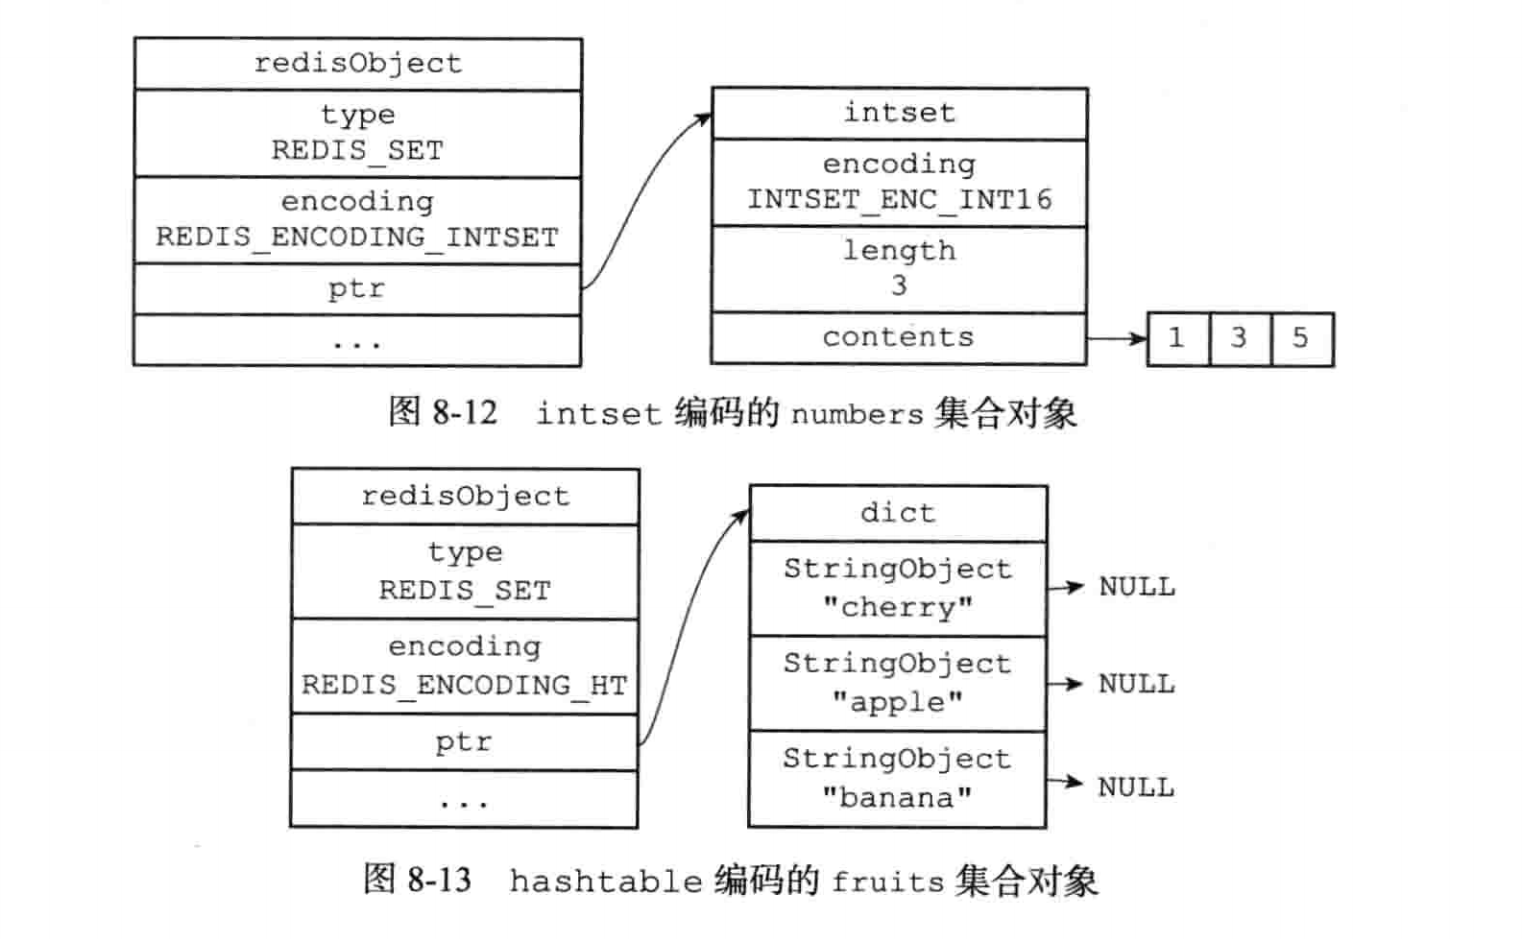 redisObject
type
REDIS_SET
encoding
REDIS_ENCODING_INTSET
ptr
...
intset
encoding
INTSET_ENC_INT16
length
3
contents
1 3 5
图 8-12 intset 编码的 numbers 集合对象
redisObject
type
REDIS_SET
encoding
REDIS_ENCODING_HT
ptr
...
dict
StringObject
"cherry"
NULL
StringObject
"apple"
NULL
StringObject
"banana"
NULL
图 8-13 hashtable 编码的 fruits 集合对象